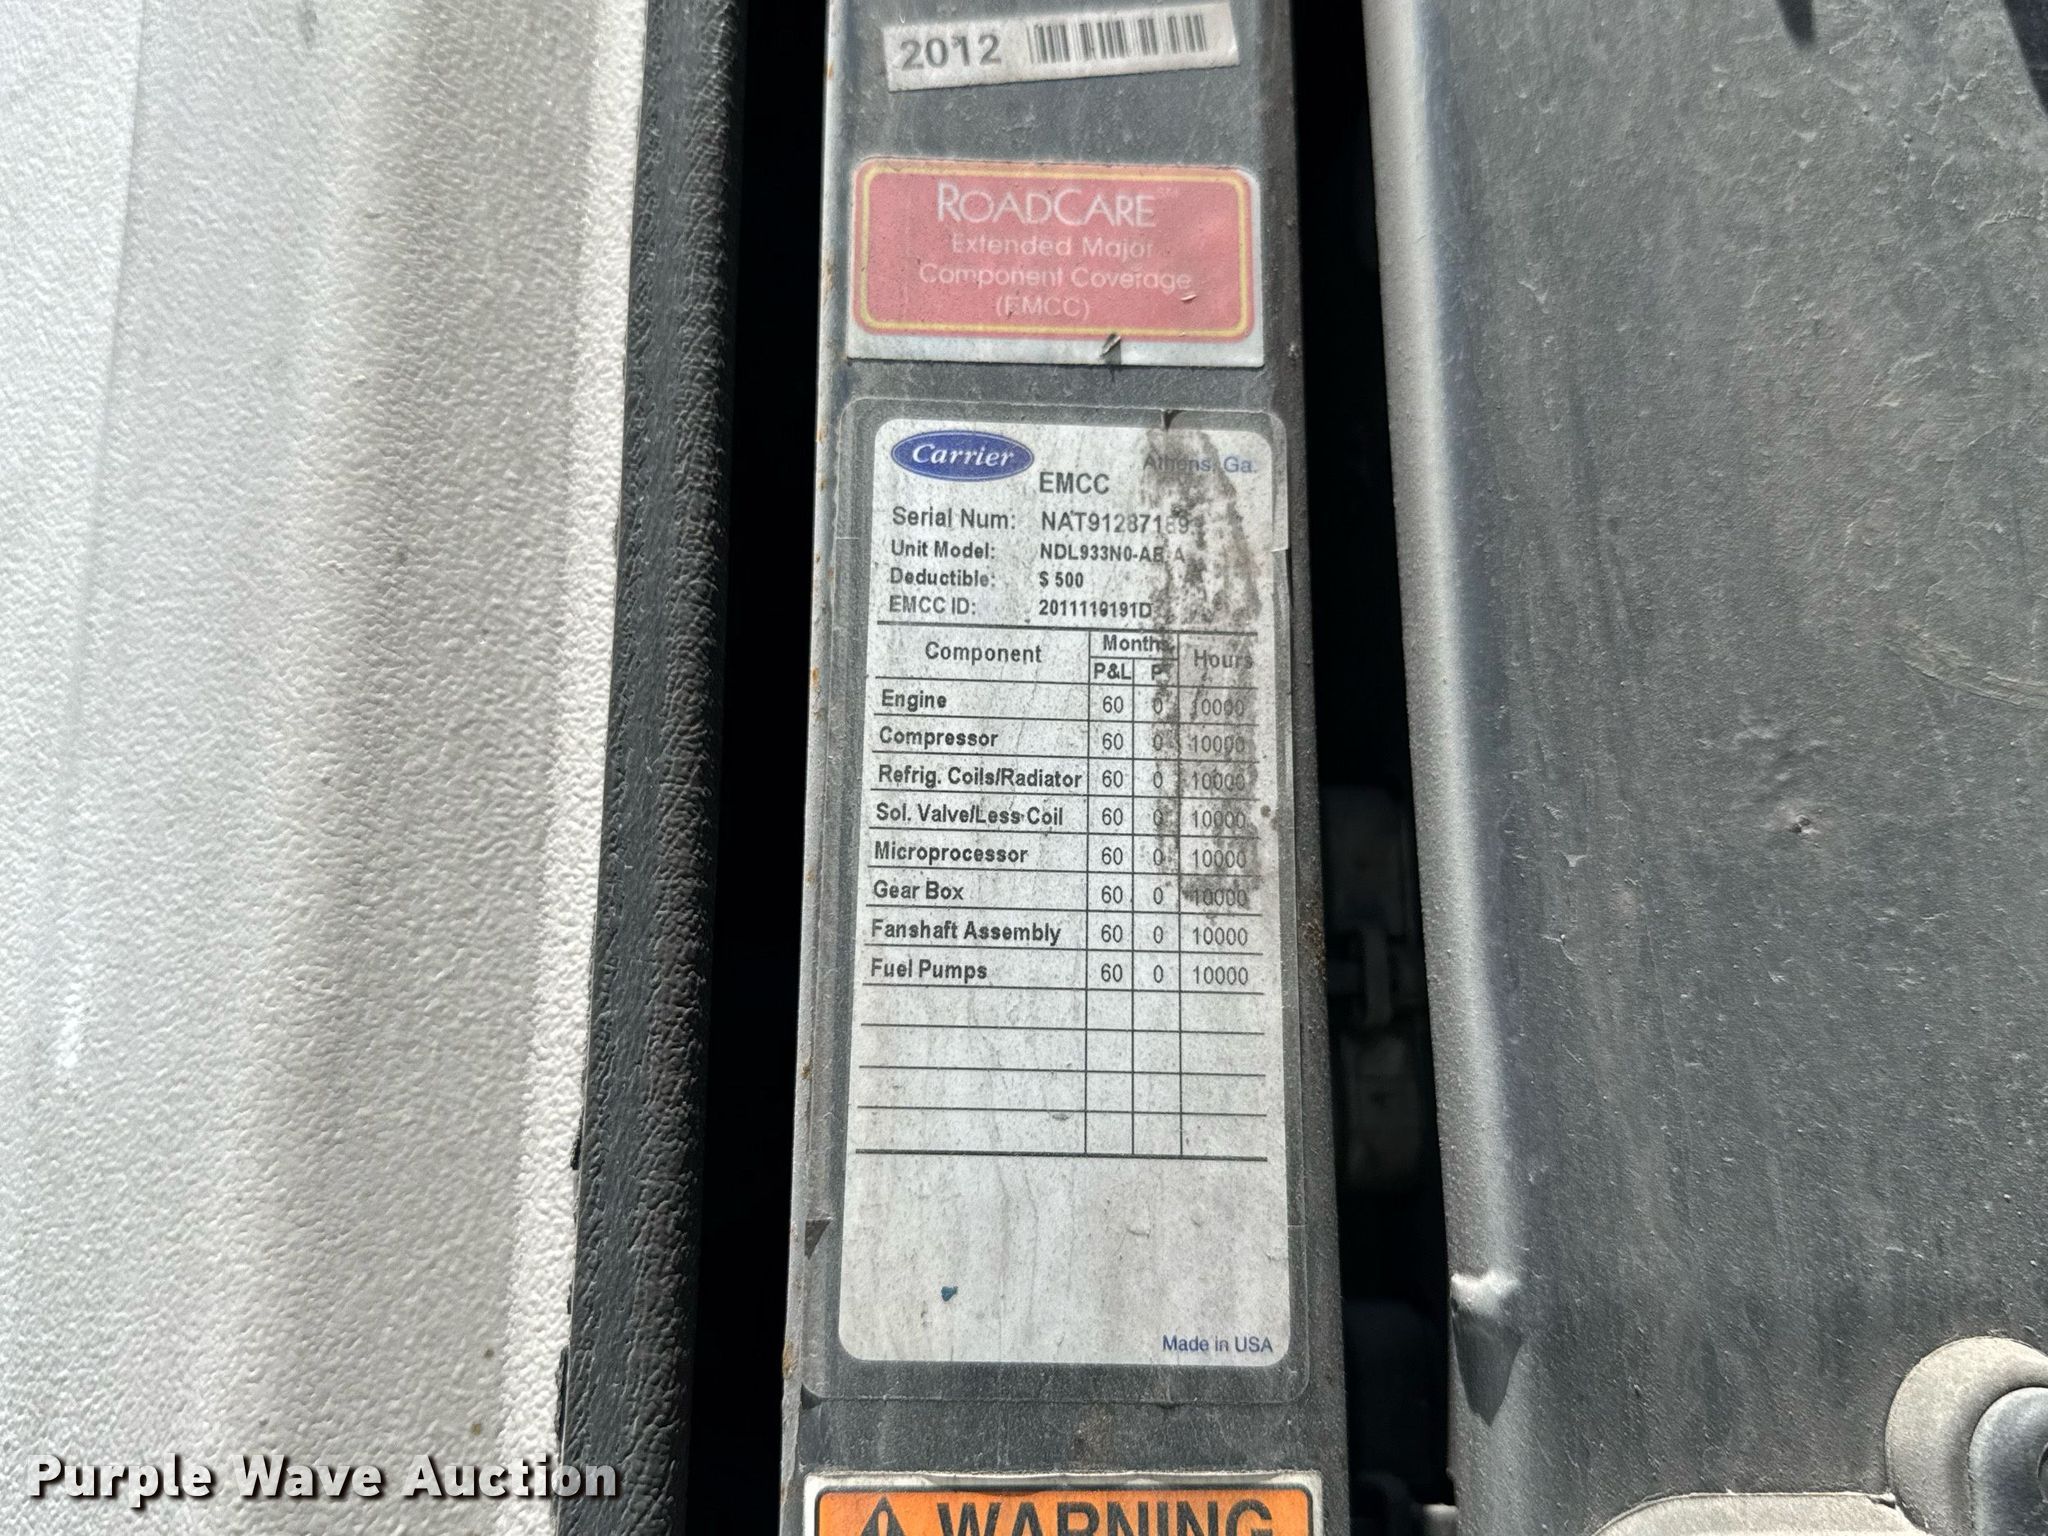 2012
ROADCARE SM
Extended Major
Component Coverage
(EMCC)
Carrier
Athens, Ga.
EMCC
Serial Num:
Unit Model:
Deductible: $ 500
EMCC ID: 2011110191D
Component Months Hours
P&L P
Engine 60 0 10000
Compressor 60 0 10000
Refrig. Coils/Radiator 60 0 10000
Sol. Valve/Less Coil 60 0 10000
Microprocessor 60 0 10000
Gear Box 60 0 10000
Fanshaft Assembly 60 0 10000
Fuel Pumps 60 0 10000
Made in USA
WARNING
Purple Wave Auction